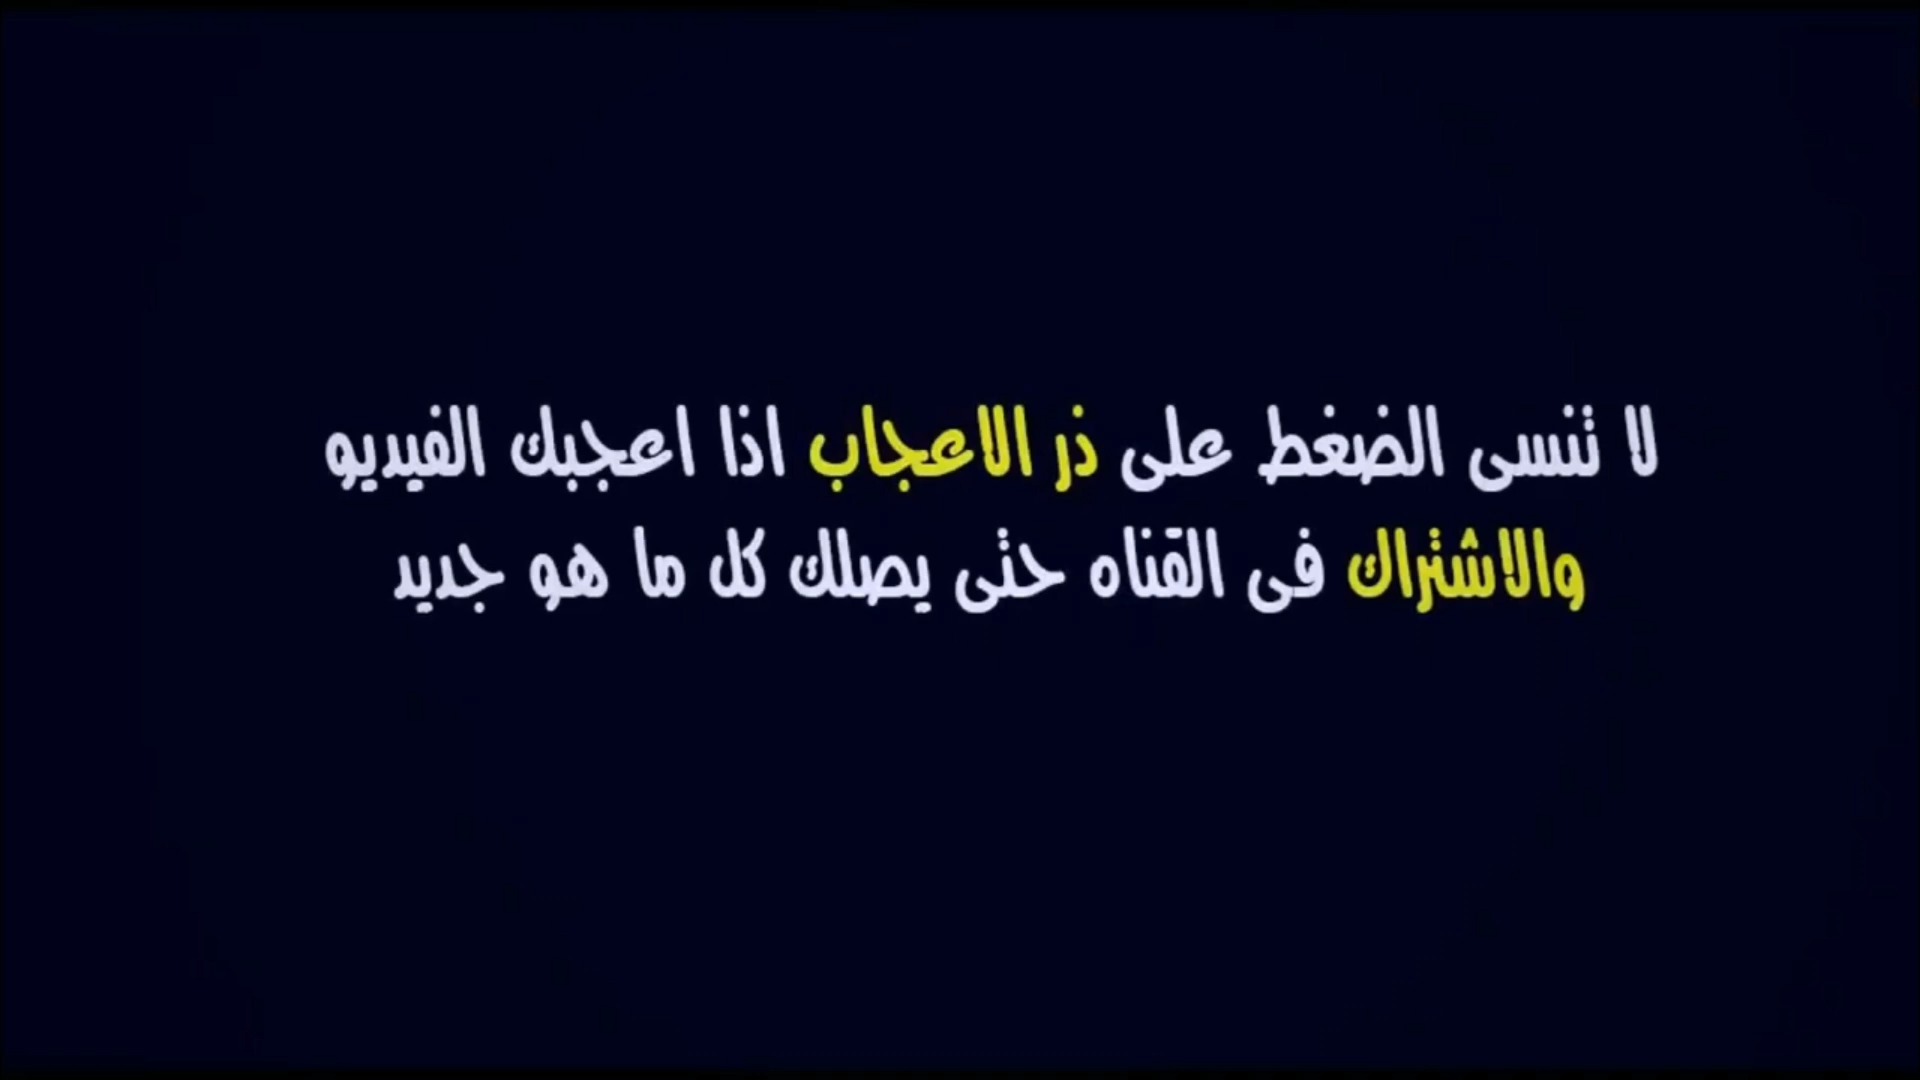 لا تنسى الضغط على ذر الاعجاب اذا اعجبك الفيديو
والاشتراك فى القناه حتى يصلك كل ما هو جديد